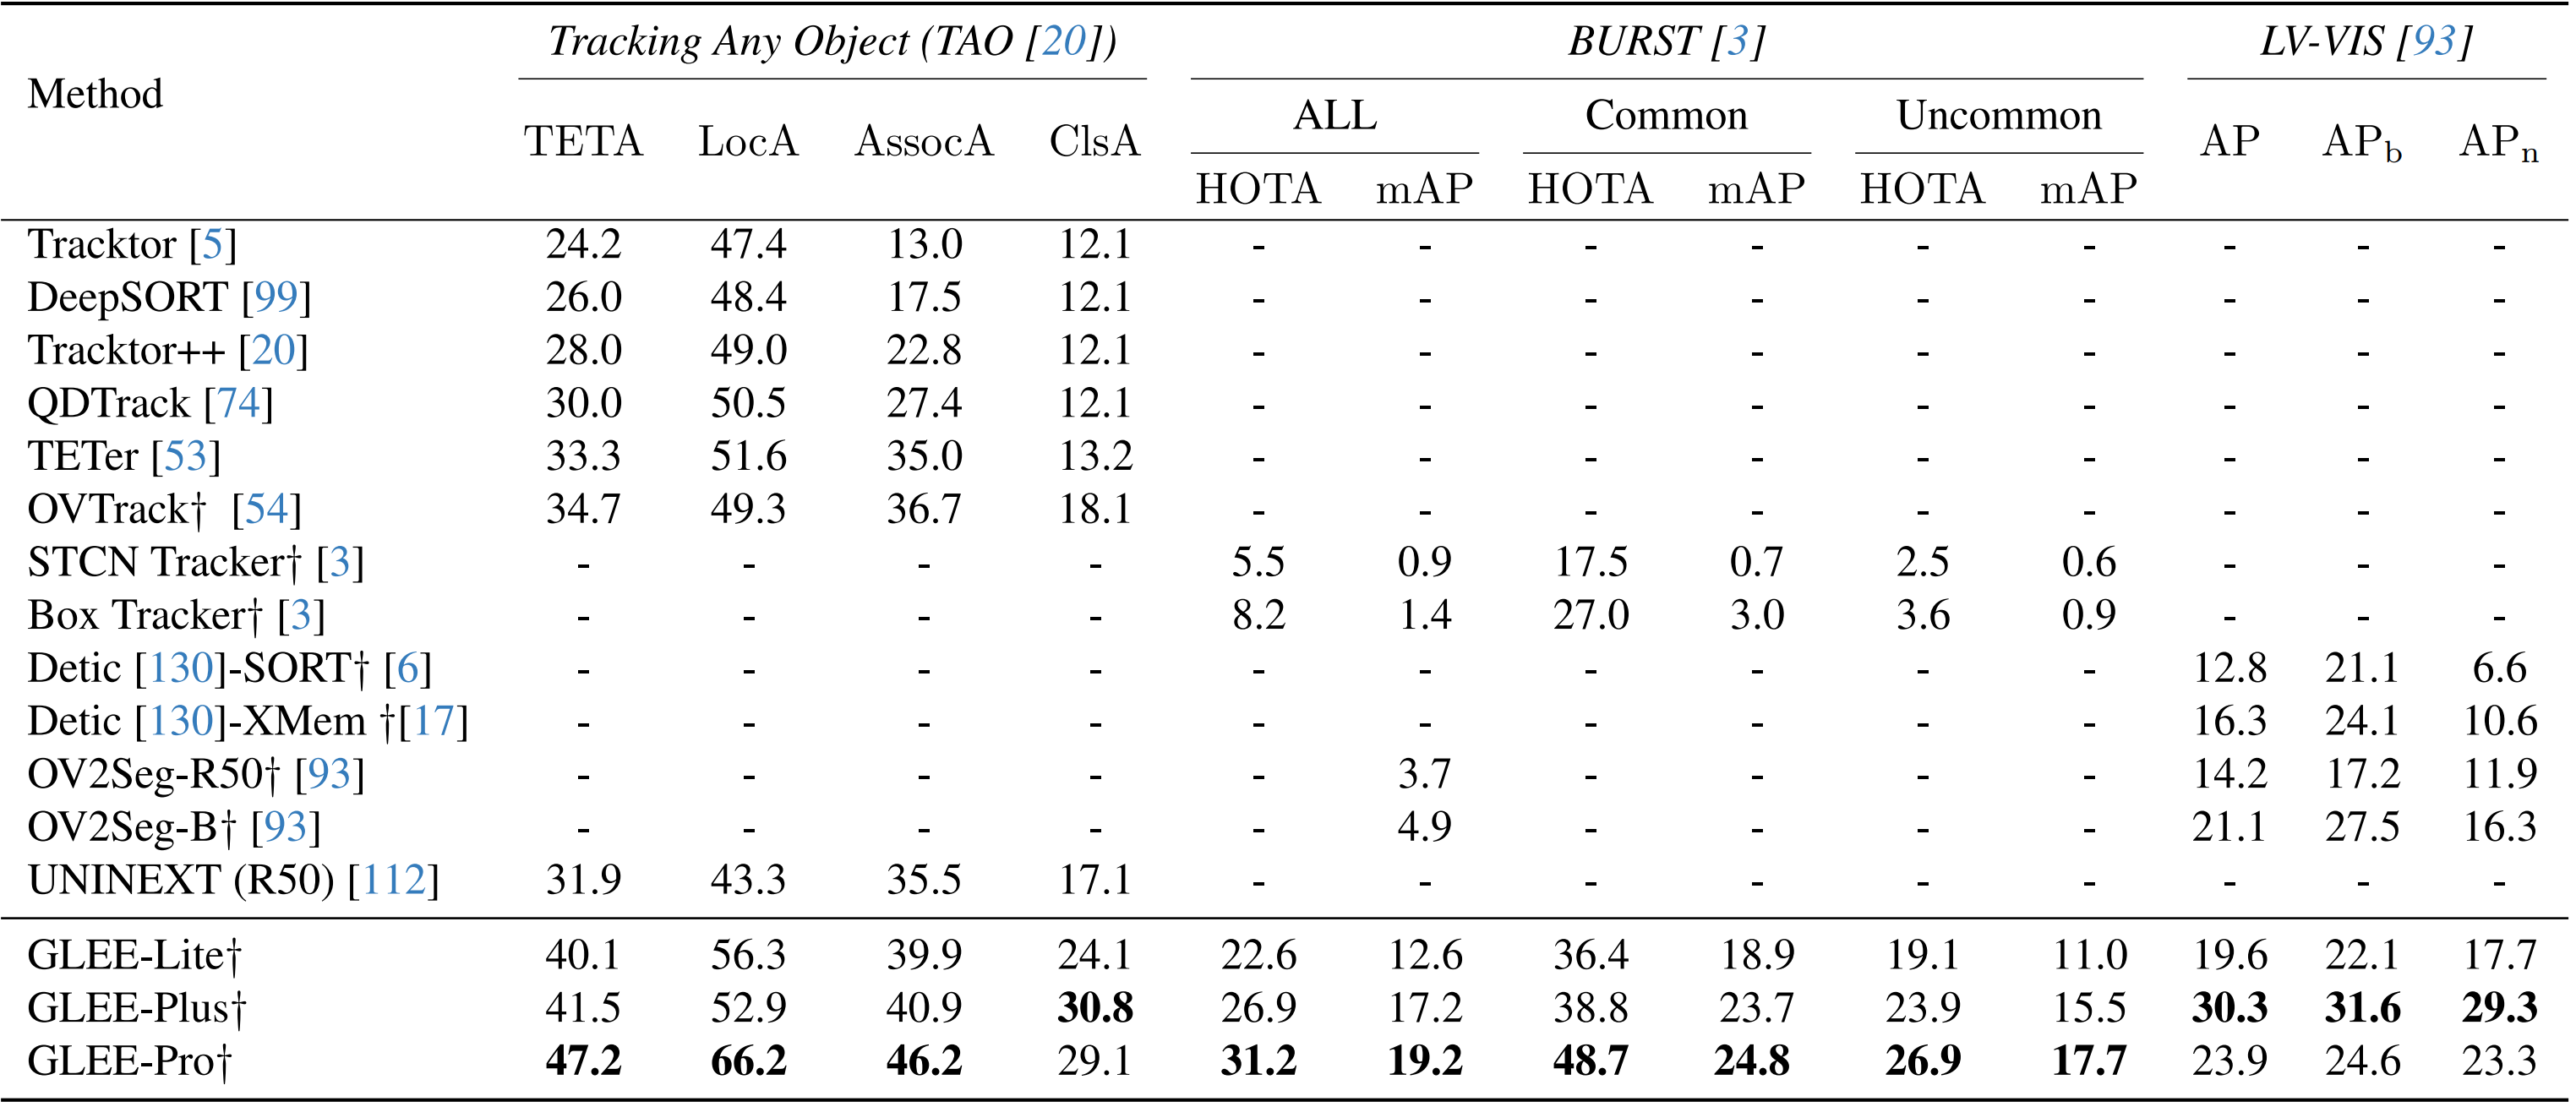 Method Tracking Any Object (TAO [20]) BURST [3] LV-VIS [93]
ALL Common Uncommon
TETA LocA AssocA ClsA AP APb APn
HOTA mAP HOTA mAP HOTA mAP
Tracktor [5] 24.2 47.4 13.0 12.1 - - - - - - - - -
DeepSORT [99] 26.0 48.4 17.5 12.1 - - - - - - - - -
Tracktor++ [20] 28.0 49.0 22.8 12.1 - - - - - - - - -
QDTrack [74] 30.0 50.5 27.4 12.1 - - - - - - - - -
TETer [53] 33.3 51.6 35.0 13.2 - - - - - - - - -
OVTrack† [54] 34.7 49.3 36.7 18.1 - - - - - - - - -
STCN Tracker† [3] - - - - 5.5 0.9 17.5 0.7 2.5 0.6 - - -
Box Tracker† [3] - - - - 8.2 1.4 27.0 3.0 3.6 0.9 - - -
Detic [130]-SORT† [6] - - - - - - - - - - 12.8 21.1 6.6
Detic [130]-XMem †[17] - - - - - - - - - - 16.3 24.1 10.6
OV2Seg-R50† [93] - - - - - 3.7 - - - - 14.2 17.2 11.9
OV2Seg-B† [93] - - - - - 4.9 - - - - 21.1 27.5 16.3
UNINEXT (R50) [112] 31.9 43.3 35.5 17.1 - - - - - - - - -
GLEE-Lite† 40.1 56.3 39.9 24.1 22.6 12.6 36.4 18.9 19.1 11.0 19.6 22.1 17.7
GLEE-Plus† 41.5 52.9 40.9 30.8 26.9 17.2 38.8 23.7 23.9 15.5 30.3 31.6 29.3
GLEE-Pro† 47.2 66.2 46.2 29.1 31.2 19.2 48.7 24.8 26.9 17.7 23.9 24.6 23.3